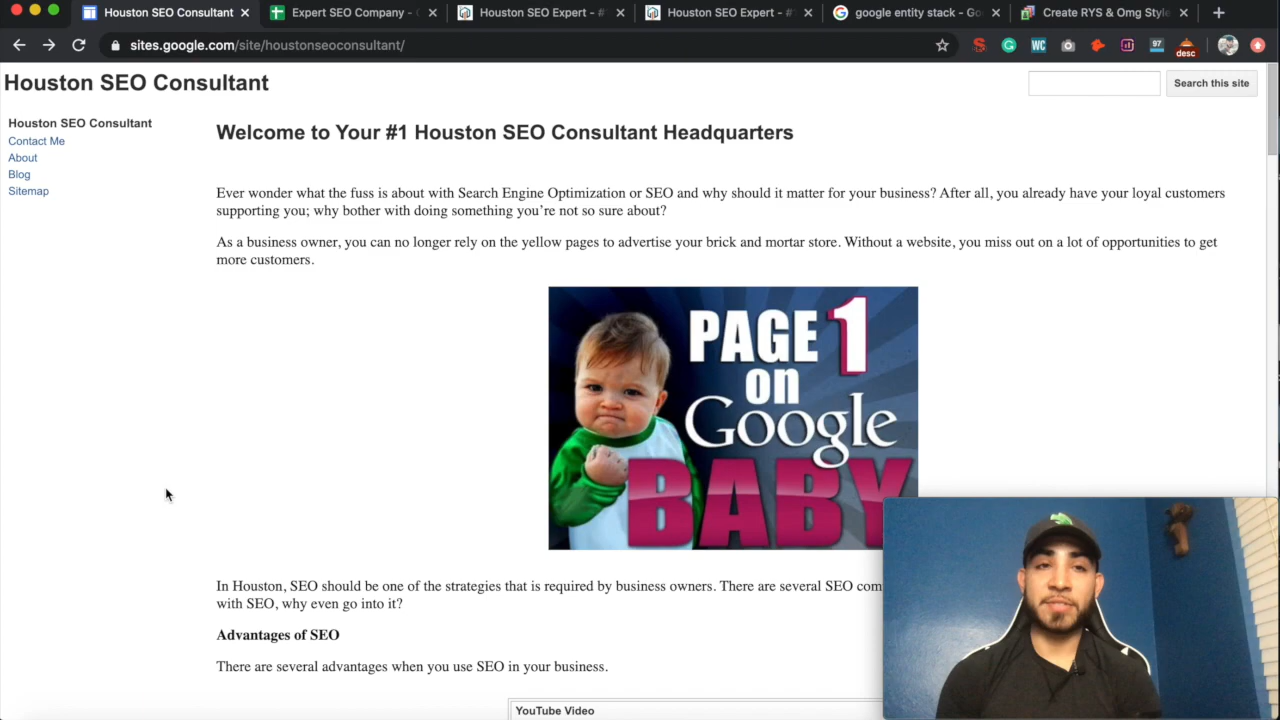 Houston SEO Consultant
Expert SEO Company -
Houston SEO Expert - #
Houston SEO Expert - #
google entity stack - Go
Create RYS & Omg Style
sites.google.com/site/houstonseoconsultant/
WC
97
desc
Houston SEO Consultant
Search this site
Houston SEO Consultant
Contact Me
About
Blog
Sitemap
Welcome to Your #1 Houston SEO Consultant Headquarters
Ever wonder what the fuss is about with Search Engine Optimization or SEO and why should it matter for your business? After all, you already have your loyal customers
supporting you; why bother with doing something you’re not so sure about?
As a business owner, you can no longer rely on the yellow pages to advertise your brick and mortar store. Without a website, you miss out on a lot of opportunities to get
more customers.
PAGE 1
on
Google
BABY
In Houston, SEO should be one of the strategies that is required by business owners. There are several SEO com
with SEO, why even go into it?
Advantages of SEO
There are several advantages when you use SEO in your business.
YouTube Video